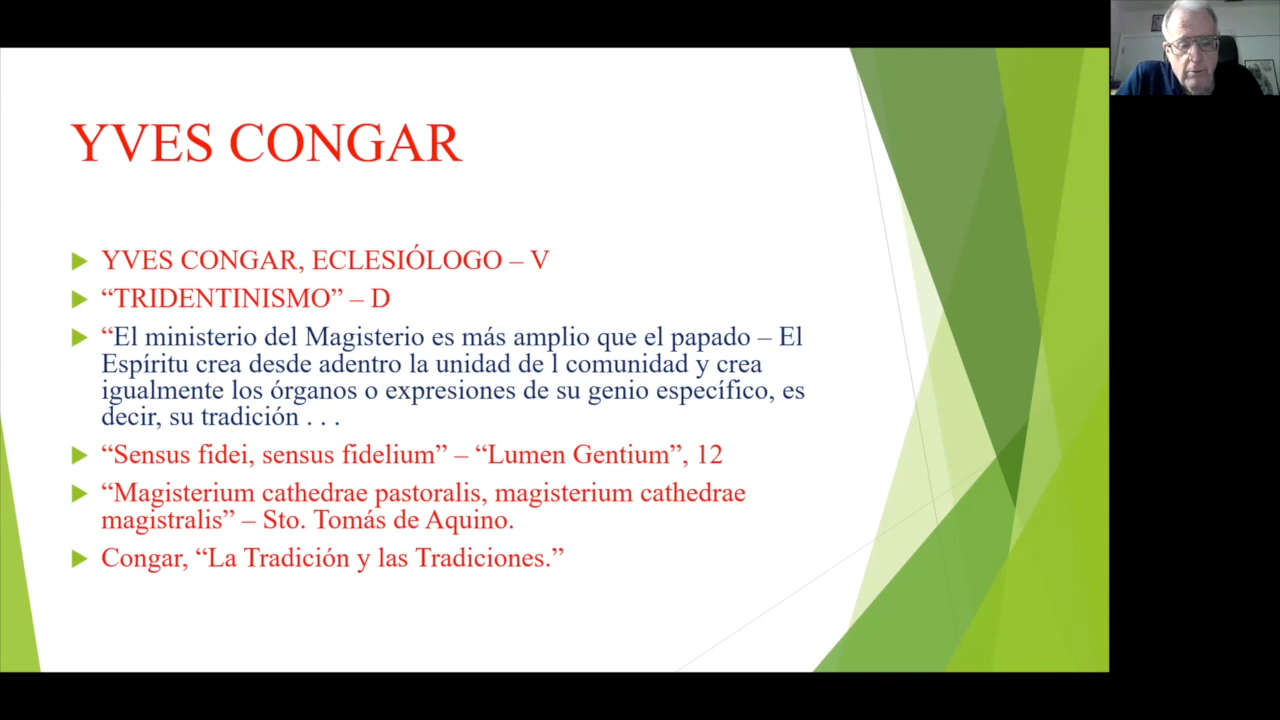 YVES CONGAR
YVES CONGAR, ECLESIÓLOGO – V
“TRIDENTINISMO” – D
“El ministerio del Magisterio es más amplio que el papado – El
Espíritu crea desde adentro la unidad de l comunidad y crea
igualmente los órganos o expresiones de su genio específico, es
decir, su tradición . . .
“Sensus fidei, sensus fidelium” – “Lumen Gentium”, 12
“Magisterium cathedrae pastoralis, magisterium cathedrae
magistralis” – Sto. Tomás de Aquino.
Congar, “La Tradición y las Tradiciones.”